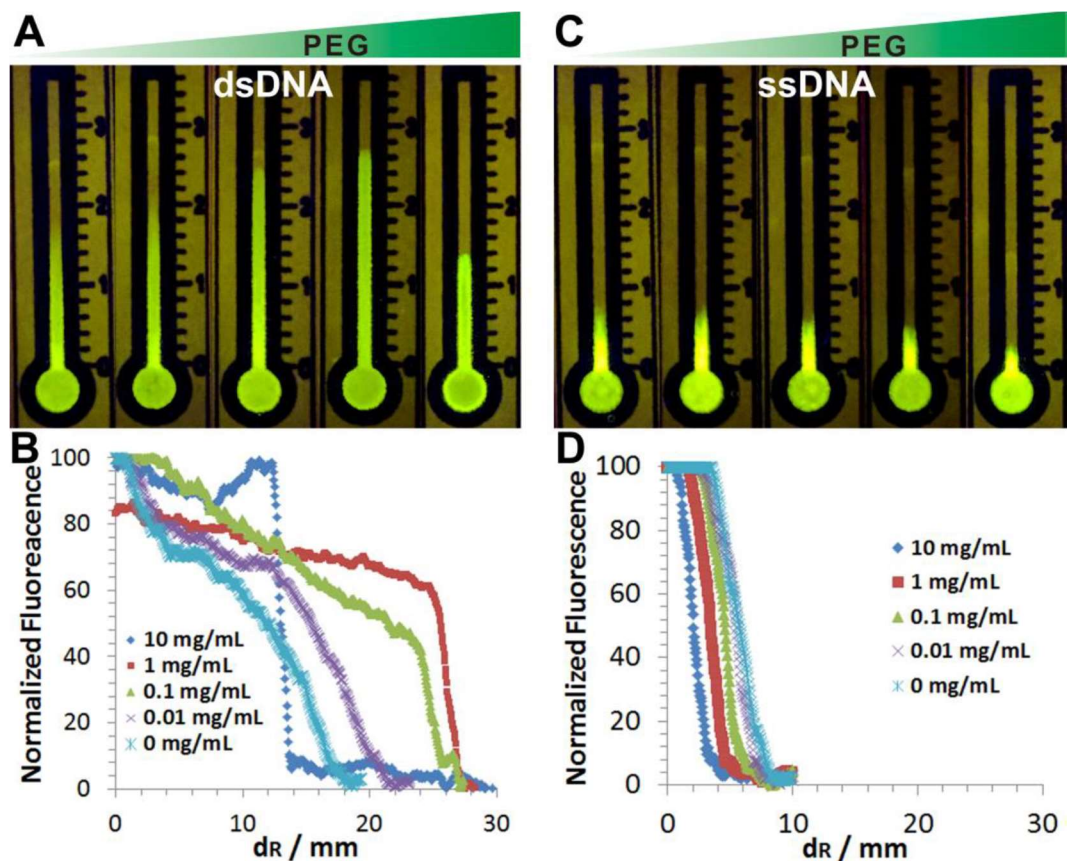 A
PEG
dsDNA
C
PEG
ssDNA
B
Normalized Fluoreacence
100
80
60
40
20
0
10 mg/mL
1 mg/mL
0.1 mg/mL
0.01 mg/mL
0 mg/mL
0 10 20 30
dR / mm
D
Normalized Fluorescence
100
80
60
40
20
0
10 mg/mL
1 mg/mL
0.1 mg/mL
0.01 mg/mL
0 mg/mL
0 10 20 30
dR / mm